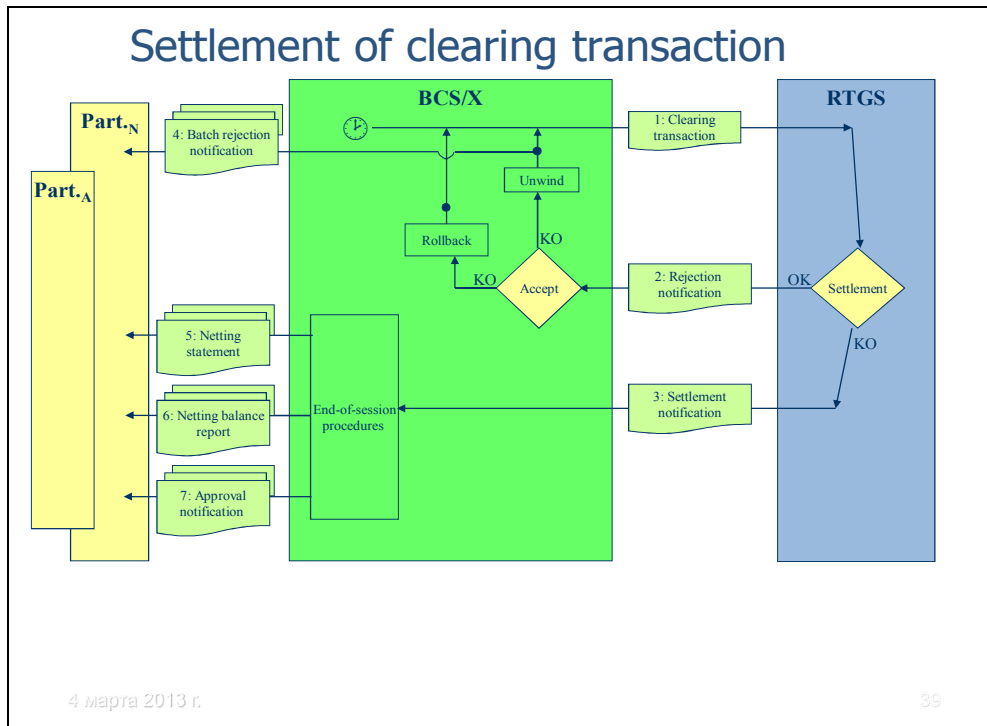 Settlement of clearing transaction
BCS/X
RTGS
Part.N
Part.A
4: Batch rejection
notification
1: Clearing
transaction
Unwind
Rollback
KO
KO
Accept
2: Rejection
notification
OK
Settlement
KO
5: Netting
statement
3: Settlement
notification
6: Netting balance
report
End-of-session
procedures
7: Approval
notification
4 марта 2013 г.
39